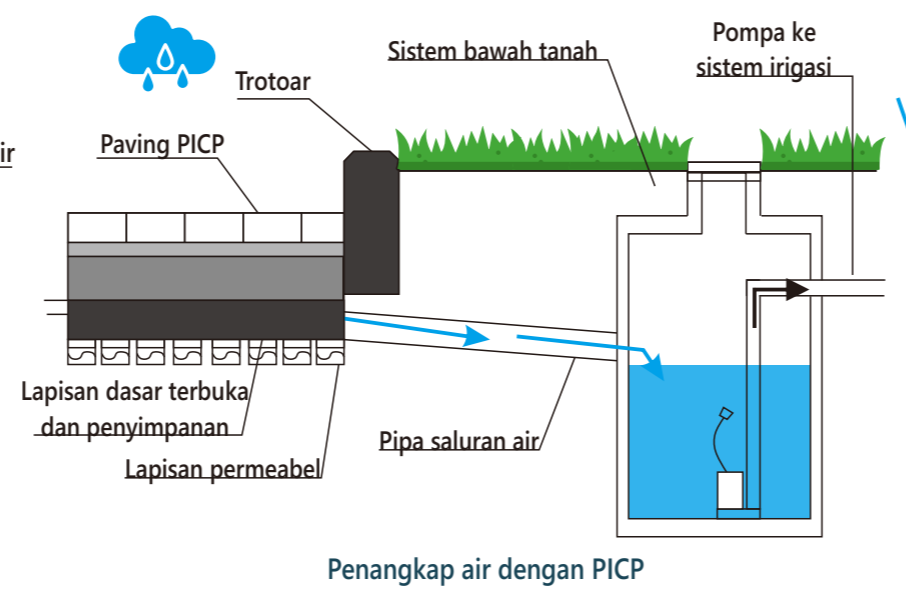 Pompa ke
sistem irigasi
Sistem bawah tanah
Trotoar
Paving PICP
ir
Lapisan dasar terbuka
dan penyimpanan
Lapisan permeabel
Pipa saluran air
Penangkap air dengan PICP